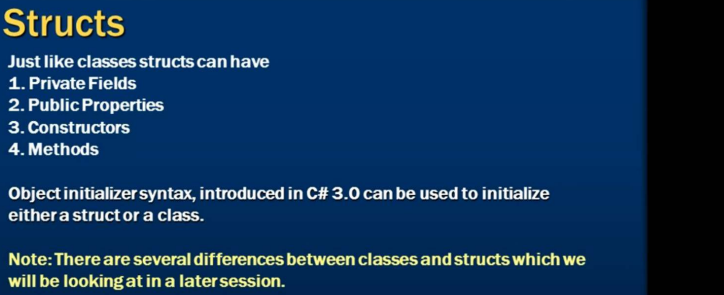 Structs
Just like classes structs can have
1. Private Fields
2. Public Properties
3. Constructors
4. Methods
Object initializer syntax, introduced in C# 3.0 can be used to initialize
either a struct or a class.
Note: There are several differences between classes and structs which we
will be looking at in a later session.